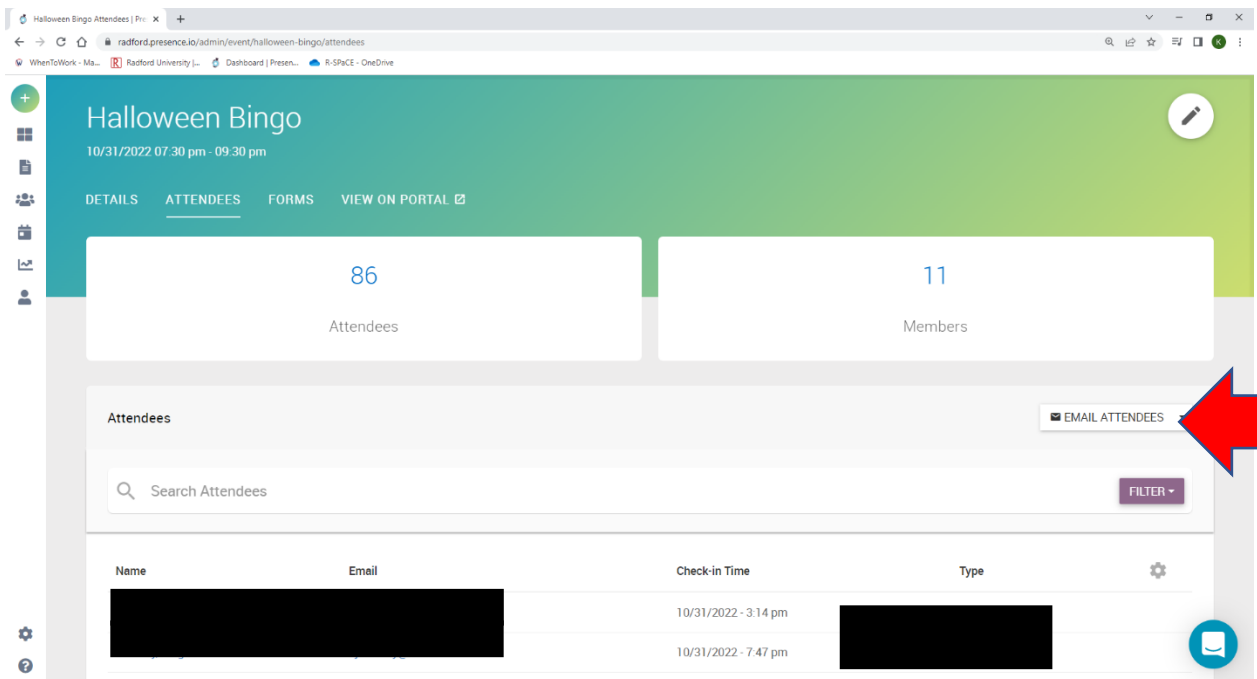 Halloween Bingo Attendees | Pre
radford.presence.io/admin/event/halloween-bingo/attendees
K
WhenToWork - Ma... R Radford University |... Dashboard | Presen... R-SPaCE - OneDrive
Halloween Bingo
10/31/2022 07:30 pm - 09:30 pm
DETAILS ATTENDEES FORMS VIEW ON PORTAL
86
Attendees
11
Members
Attendees
EMAIL ATTENDEES
Search Attendees
FILTER
Name Email Check-in Time Type
10/31/2022 - 3:14 pm
10/31/2022 - 7:47 pm